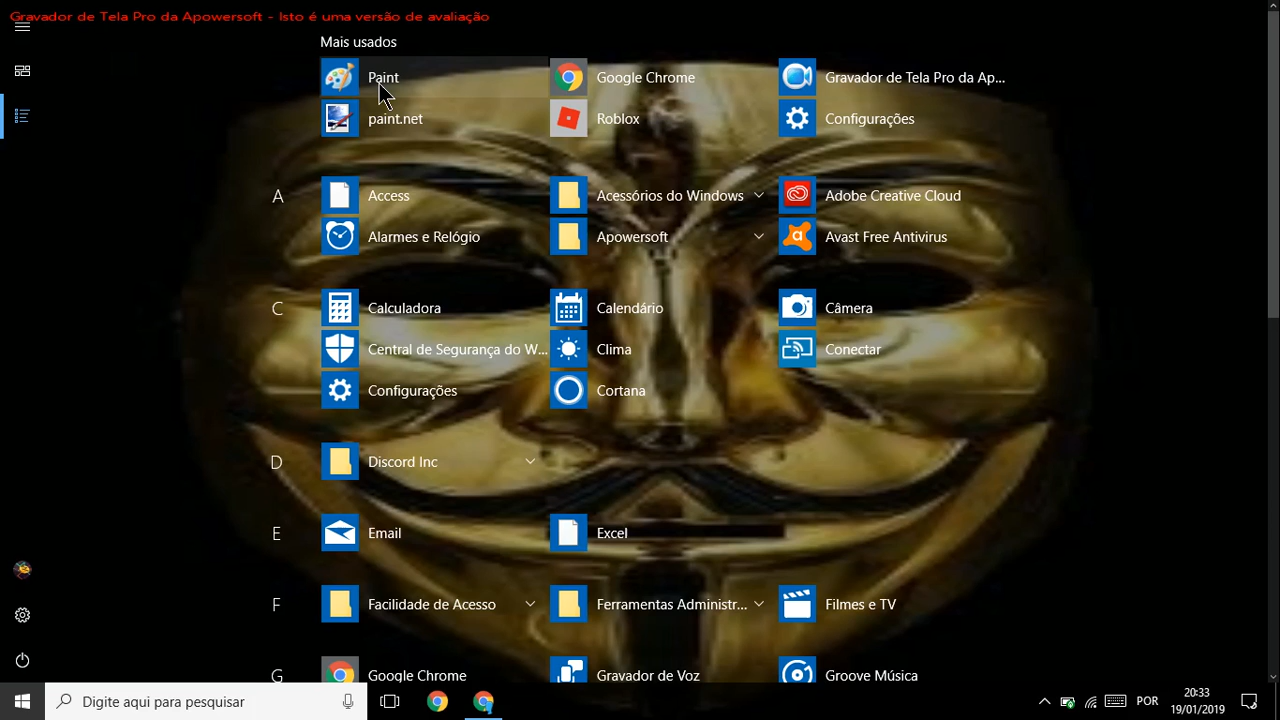 Gravador de Tela Pro da Apowersoft - Isto é uma versão de avaliação
Mais usados
Paint
Google Chrome
Gravador de Tela Pro da Ap...
paint.net
Roblox
Configurações
A
Access
Acessórios do Windows
Adobe Creative Cloud
Alarmes e Relógio
Apowersoft
Avast Free Antivirus
C
Calculadora
Calendário
Câmera
Central de Segurança do W...
Clima
Conectar
Configurações
Cortana
D
Discord Inc
E
Email
Excel
F
Facilidade de Acesso
Ferramentas Administr...
Filmes e TV
G
Google Chrome
Gravador de Voz
Groove Música
Digite aqui para pesquisar
POR
20:33
19/01/2019